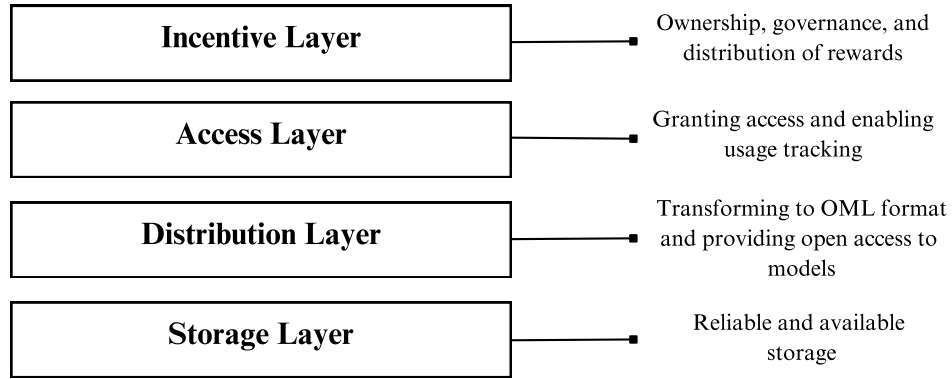 Incentive Layer
Ownership, governance, and
distribution of rewards
Access Layer
Granting access and enabling
usage tracking
Distribution Layer
Transforming to OML format
and providing open access to
models
Storage Layer
Reliable and available
storage